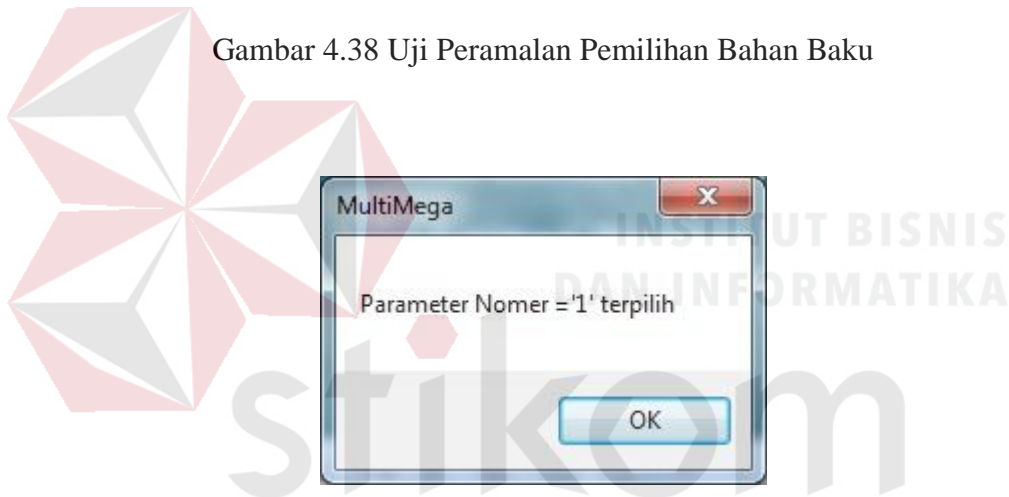 Gambar 4.38 Uji Peramalan Pemilihan Bahan Baku
MultiMega
INSTITUT BISNIS
DAN INFORMATIKA
Parameter Nomer ='1' terpilih
OK
stikom